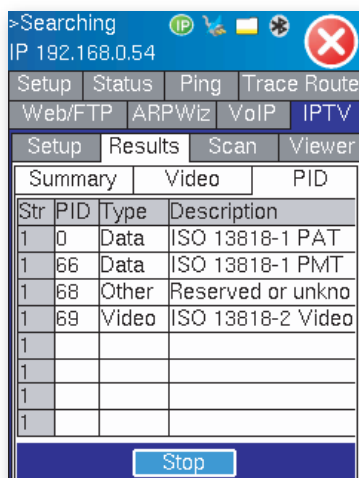 >Searching IP
IP 192.168.0.54
Setup Status Ping Trace Route
Web/FTP ARPWiz VoIP IPTV
Setup Results Scan Viewer
Summary Video PID
Str PID Type Description
1 0 Data ISO 13818-1 PAT
1 66 Data ISO 13818-1 PMT
1 68 Other Reserved or unkno
1 69 Video ISO 13818-2 Video
1
1
1
1
Stop